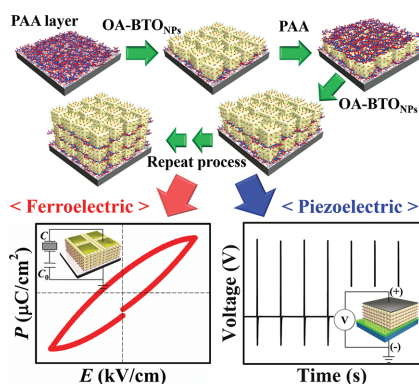 PAA layer
OA-BTO_NPs
PAA
OA-BTO_NPs
Repeat process
< Ferroelectric >
< Piezoelectric >
C
C₀
P (μC/cm²)
E (kV/cm)
Voltage (V)
(+)
V
(-)
Time (s)